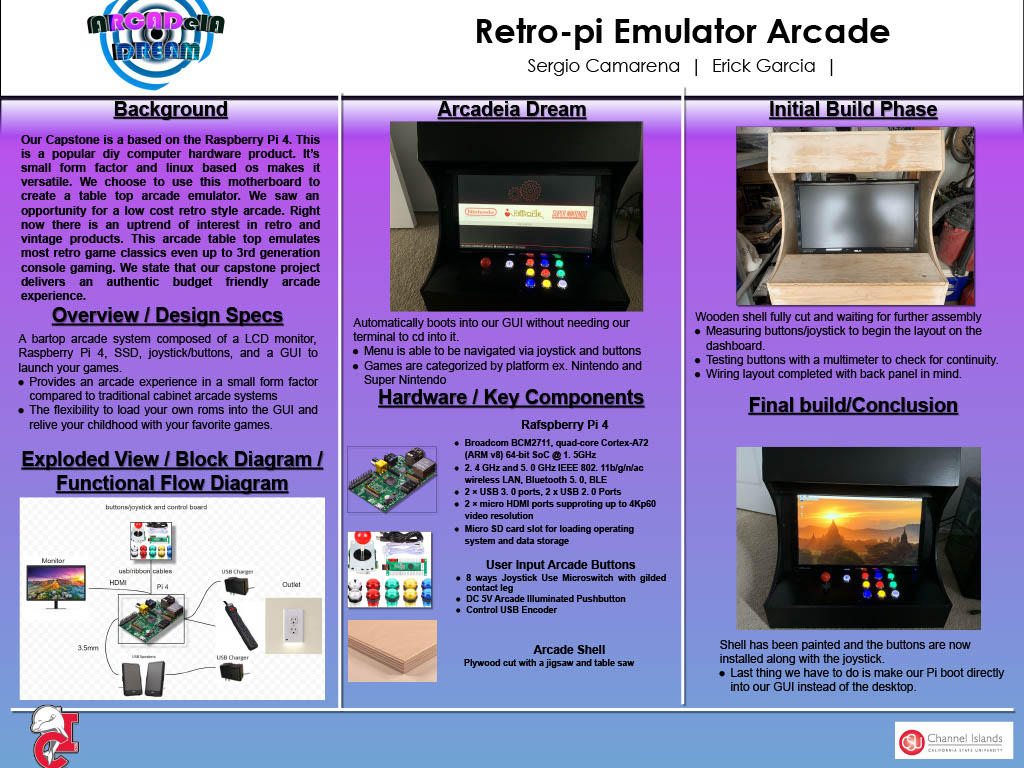 ARCADeIA
DREAM
Retro-pi Emulator Arcade
Sergio Camarena | Erick Garcia |
Background
Our Capstone is a based on the Raspberry Pi 4. This
is a popular diy computer hardware product. It's
small form factor and linux based os makes it
versatile. We choose to use this motherboard to
create a table top arcade emulator. We saw an
opportunity for a low cost retro style arcade. Right
now there is an uptrend of interest in retro and
vintage products. This arcade table top emulates
most retro game classics even up to 3rd generation
console gaming. We state that our capstone project
delivers an authentic budget friendly arcade
experience.
Overview / Design Specs
A bartop arcade system composed of a LCD monitor,
Raspberry Pi 4, SSD, joystick/buttons, and a GUI to
launch your games.
● Provides an arcade experience in a small form factor
compared to traditional cabinet arcade systems
● The flexibility to load your own roms into the GUI and
relive your childhood with your favorite games.
Exploded View / Block Diagram /
Functional Flow Diagram
buttons/joystick and control board
Monitor
usb/ribbon cables
HDMI
Pi 4
USB Charger
Outlet
3.5mm
USB Speakers
USB Charger
Arcadeia Dream
Nintendo
SUPER NINTENDO
Automatically boots into our GUI without needing our
terminal to cd into it.
● Menu is able to be navigated via joystick and buttons
● Games are categorized by platform ex. Nintendo and
Super Nintendo
Hardware / Key Components
Rafspberry Pi 4
● Broadcom BCM2711, quad-core Cortex-A72
(ARM v8) 64-bit SoC @ 1. 5GHz
● 2. 4 GHz and 5. 0 GHz IEEE 802. 11b/g/n/ac
wireless LAN, Bluetooth 5. 0, BLE
● 2 × USB 3. 0 ports, 2 x USB 2. 0 Ports
● 2 × micro HDMI ports supproting up to 4Kp60
video resolution
● Micro SD card slot for loading operating
system and data storage
User Input Arcade Buttons
● 8 ways Joystick Use Microswitch with gilded
contact leg
● DC 5V Arcade Illuminated Pushbutton
● Control USB Encoder
Arcade Shell
Plywood cut with a jigsaw and table saw
Initial Build Phase
Wooden shell fully cut and waiting for further assembly
● Measuring buttons/joystick to begin the layout on the
dashboard.
● Testing buttons with a multimeter to check for continuity.
● Wiring layout completed with back panel in mind.
Final build/Conclusion
Shell has been painted and the buttons are now
installed along with the joystick.
● Last thing we have to do is make our Pi boot directly
into our GUI instead of the desktop.
CSU
Channel Islands
CALIFORNIA STATE UNIVERSITY